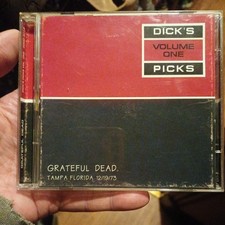 DICK'S
VOLUME
ONE
PICKS
GRATEFUL DEAD.
TAMPA FLORIDA 12/19/73